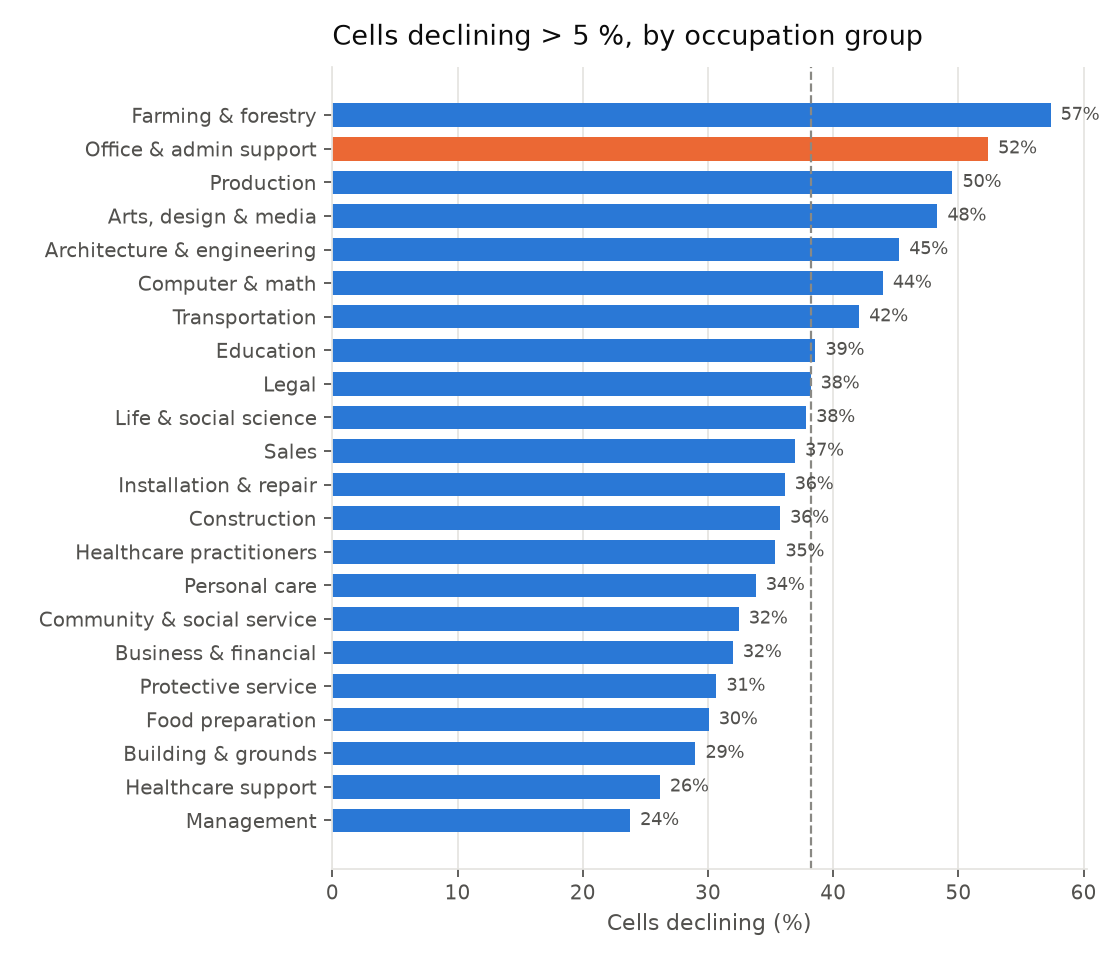 Cells declining > 5 %, by occupation group
Farming & forestry 57%
Office & admin support 52%
Production 50%
Arts, design & media 48%
Architecture & engineering 45%
Computer & math 44%
Transportation 42%
Education 39%
Legal 38%
Life & social science 38%
Sales 37%
Installation & repair 36%
Construction 36%
Healthcare practitioners 35%
Personal care 34%
Community & social service 32%
Business & financial 32%
Protective service 31%
Food preparation 30%
Building & grounds 29%
Healthcare support 26%
Management 24%
0 10 20 30 40 50 60
Cells declining (%)